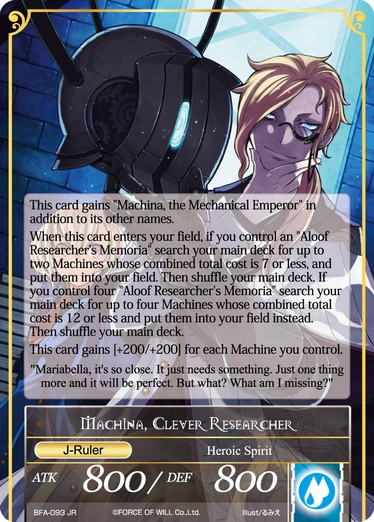 This card gains "Machina, the Mechanical Emperor" in
addition to its other names.
When this card enters your field, if you control an "Aloof
Researcher's Memoria" search your main deck for up to
two Machines whose combined total cost is 7 or less, and
put them into your field. Then shuffle your main deck. If
you control four "Aloof Researcher's Memoria" search your
main deck for up to four Machines whose combined total
cost is 12 or less and put them into your field instead.
Then shuffle your main deck.
This card gains [+200/+200] for each Machine you control.
"Mariabella, it's so close. It just needs something. Just one thing
more and it will be perfect. But what? What am I missing?"
Machina, Clever Researcher
J-Ruler Heroic Spirit
ATK 800 / DEF 800
BFA-093 JR ©FORCE OF WILL Co.,Ltd. Illust/るみえ